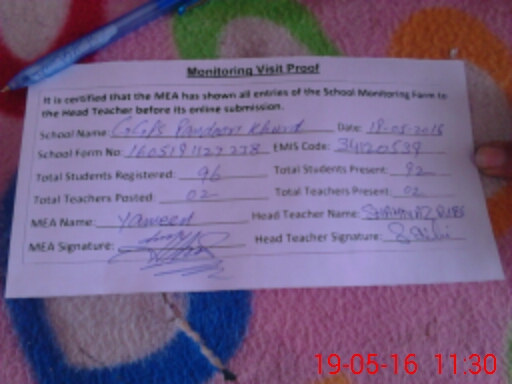 Monitoring Visit Proof
It is certified that the MEA has shown all entries of the School Monitoring Form to
the Head Teacher before its online submission.
School Name: GGPS Pandori Khurd Date: 19-05-2016
School Form No: EMIS Code: 34120539
Total Students Registered: 96 Total Students Present: 92
Total Teachers Posted: 02 Total Teachers Present: 02
MEA Name: Yameen Head Teacher Name: SHAHNAZ
MEA Signature: Head Teacher Signature:
19-05-16 11:30